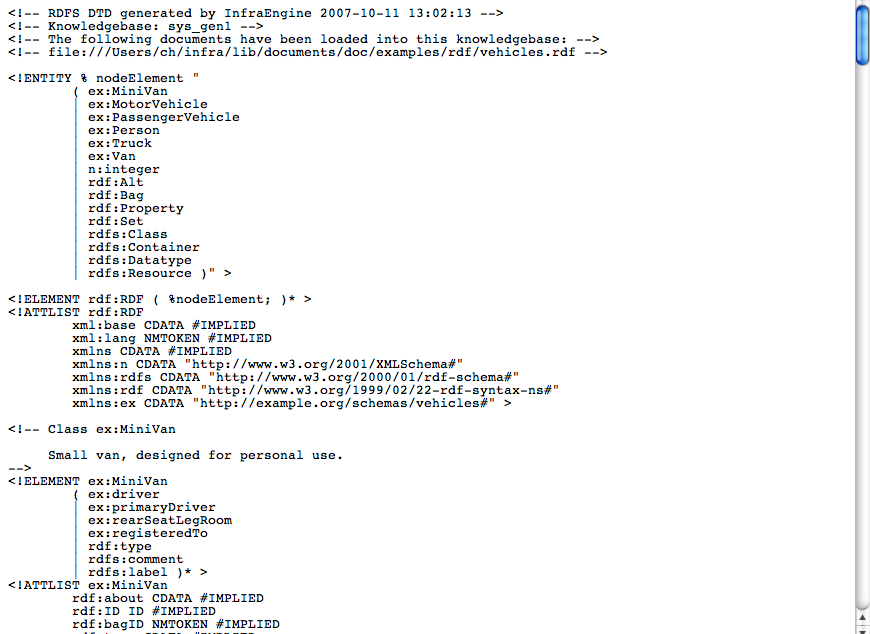 <!-- RDFS DTD generated by InfraEngine 2007-10-11 13:02:13 -->
<!-- Knowledgebase: sys_gen1 -->
<!-- The following documents have been loaded into this knowledgebase: -->
<!-- file:///Users/ch/infra/lib/documents/doc/examples/rdf/vehicles.rdf -->

<!ENTITY % nodeElement "
        ( ex:MiniVan
        | ex:MotorVehicle
        | ex:PassengerVehicle
        | ex:Person
        | ex:Truck
        | ex:Van
        | n:integer
        | rdf:Alt
        | rdf:Bag
        | rdf:Property
        | rdf:Set
        | rdfs:Class
        | rdfs:Container
        | rdfs:Datatype
        | rdfs:Resource )" >

<!ELEMENT rdf:RDF ( %nodeElement; )* >
<!ATTLIST rdf:RDF
        xml:base CDATA #IMPLIED
        xml:lang NMTOKEN #IMPLIED
        xmlns CDATA #IMPLIED
        xmlns:n CDATA "http://www.w3.org/2001/XMLSchema#"
        xmlns:rdfs CDATA "http://www.w3.org/2000/01/rdf-schema#"
        xmlns:rdf CDATA "http://www.w3.org/1999/02/22-rdf-syntax-ns#"
        xmlns:ex CDATA "http://example.org/schemas/vehicles#" >

<!-- Class ex:MiniVan

     Small van, designed for personal use.
-->
<!ELEMENT ex:MiniVan
        ( ex:driver
        | ex:primaryDriver
        | ex:rearSeatLegRoom
        | ex:registeredTo
        | rdf:type
        | rdfs:comment
        | rdfs:label )* >
<!ATTLIST ex:MiniVan
        rdf:about CDATA #IMPLIED
        rdf:ID ID #IMPLIED
        rdf:bagID NMTOKEN #IMPLIED